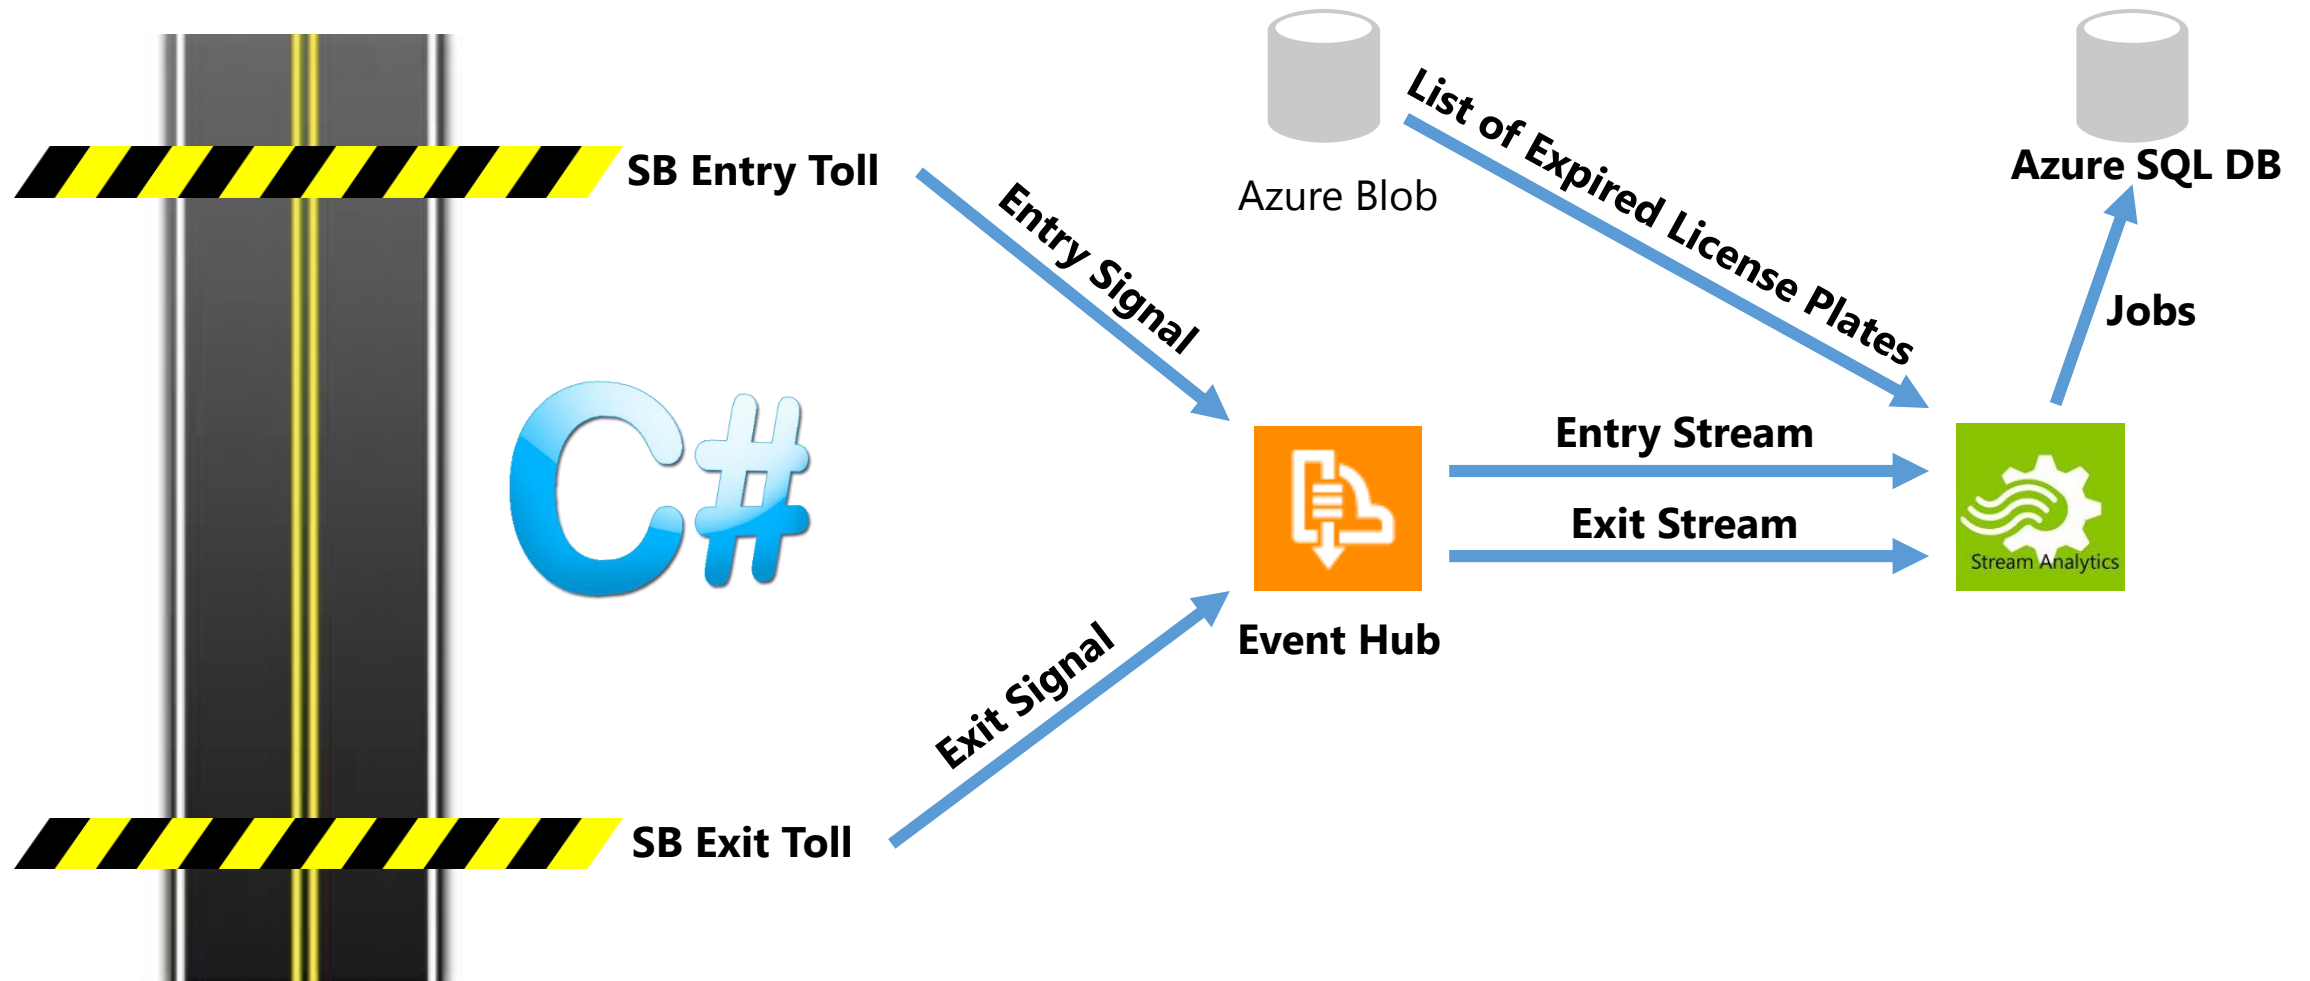 SB Entry Toll
Entry Signal
Azure Blob
List of Expired License Plates
Azure SQL DB
Jobs
C#
Entry Stream
Exit Stream
Stream Analytics
Event Hub
Exit Signal
SB Exit Toll